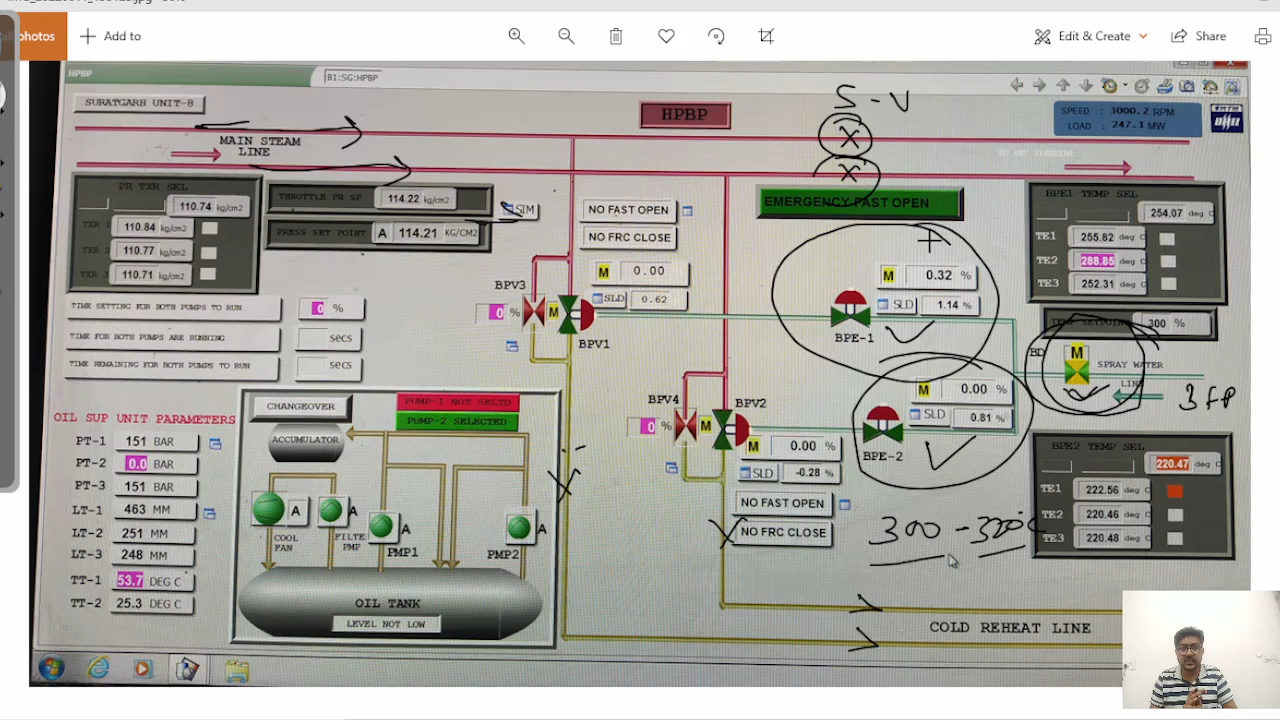 photos
Add to
Edit & Create
Share
HPBP
B1:SG:HPBP
SURATGARH UNIT-8
HPBP
S-V
SPEED : 3000.2 RPM
LOAD : 247.1 MW
MAIN STEAM
LINE
PR TXR SEL
110.74 kg/cm2
TXR 1 110.84 kg/cm2
TXR 2 110.77 kg/cm2
TXR 3 110.71 kg/cm2
THROTTLE PR SP 114.22 kg/cm2
PRESS SET POINT A 114.21 KG/CM2
SIM
NO FAST OPEN
NO FRC CLOSE
M 0.00 %
SLD 0.62
EMERGENCY FAST OPEN
M 0.32 %
SLD 1.14 %
BPE-1
BPE1 TEMP SEL
254.07 deg C
TE1 255.82 deg C
TE2 288.85 deg C
TE3 252.31 deg C
TEMP SETPOINT 300 %
TIME SETTING FOR BOTH PUMPS TO RUN 0 %
TIME FOR BOTH PUMPS ARE RUNNING secs
TIME REMAINING FOR BOTH PUMPS TO RUN secs
BPV3
0 % M
BPV1
BD
M
SPRAY WATER
LINE
BPV4
0 % M
BPV2
M 0.00 %
SLD -0.28 %
M 0.00 %
SLD 0.81 %
BPE-2
NO FAST OPEN
NO FRC CLOSE
300 - 320°C
BPE2 TEMP SEL
220.47 deg C
TE1 222.56 deg C
TE2 220.46 deg C
TE3 220.48 deg C
OIL SUP UNIT PARAMETERS
PT-1 151 BAR
PT-2 0.0 BAR
PT-3 151 BAR
LT-1 463 MM
LT-2 251 MM
LT-3 248 MM
TT-1 53.7 DEG C
TT-2 25.3 DEG C
CHANGEOVER
PUMP-1 NOT SELTD
PUMP-2 SELECTED
ACCUMULATOR
A
A
A
A
COOL
FAN
FILTE
PMP
PMP1
PMP2
OIL TANK
LEVEL NOT LOW
COLD REHEAT LINE